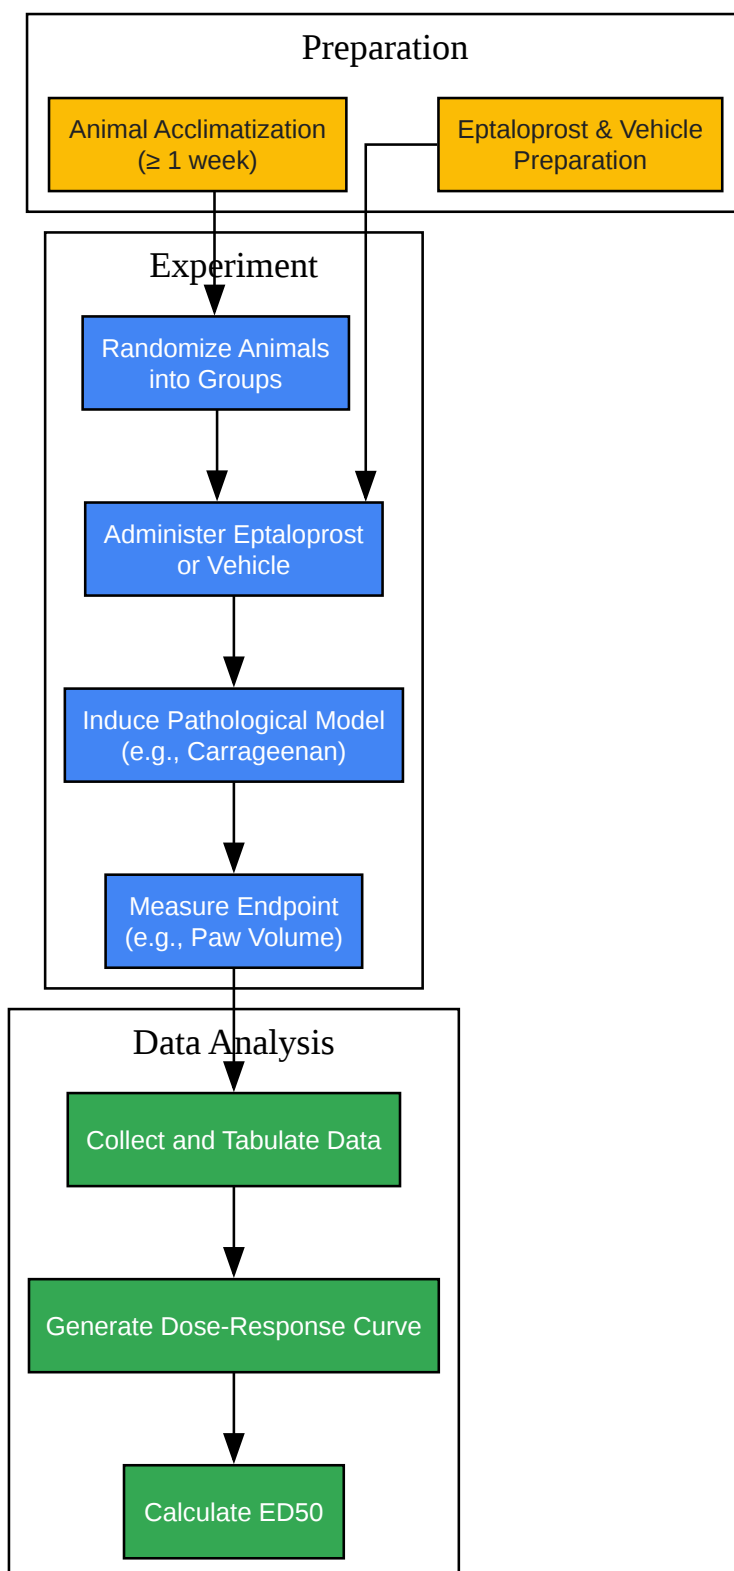 Preparation
Animal Acclimatization
(≥ 1 week)
Eptaloprost & Vehicle
Preparation
Experiment
Randomize Animals
into Groups
Administer Eptaloprost
or Vehicle
Induce Pathological Model
(e.g., Carrageenan)
Measure Endpoint
(e.g., Paw Volume)
Data Analysis
Collect and Tabulate Data
Generate Dose-Response Curve
Calculate ED50